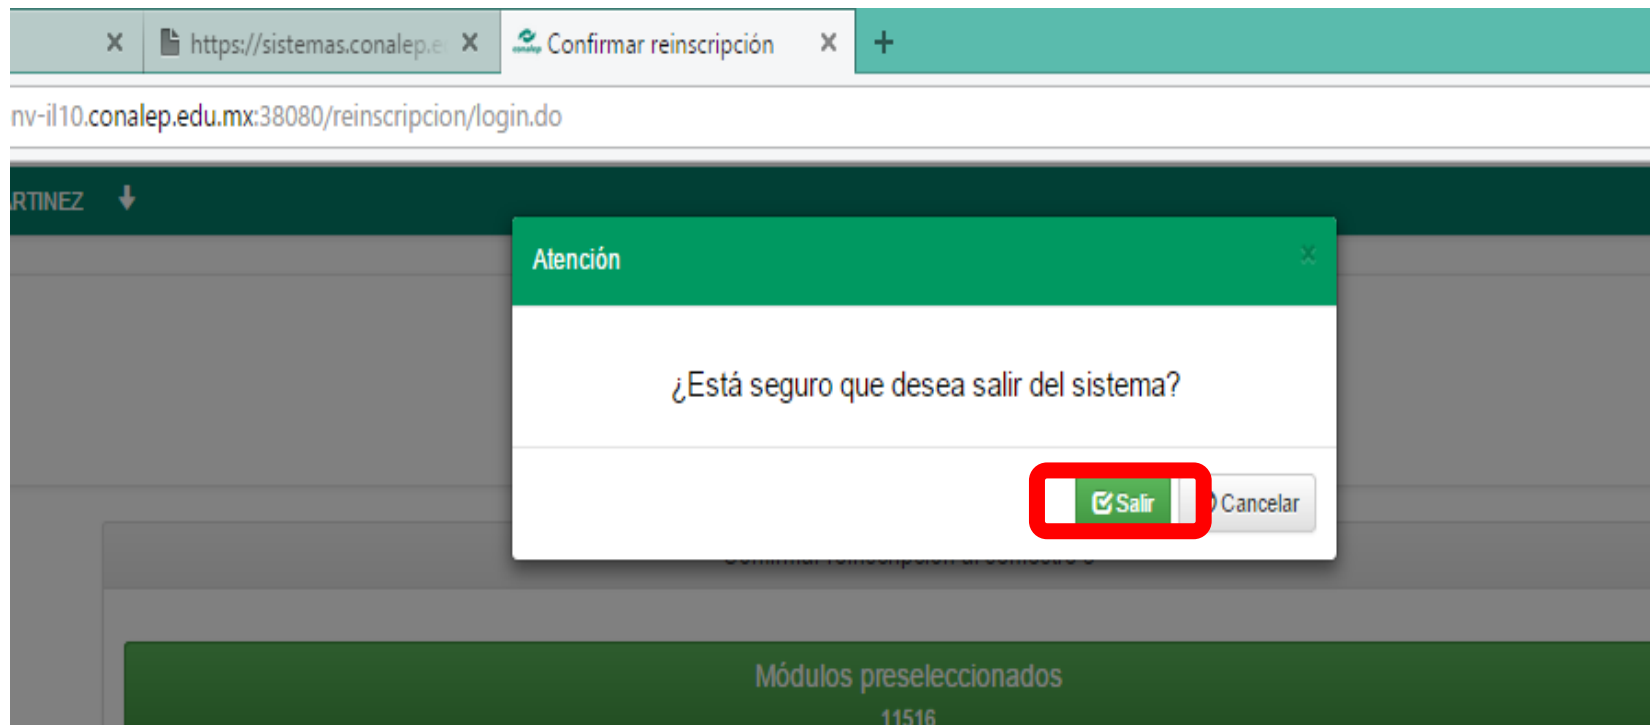 https://sistemas.conalep.e
conalep Confirmar reinscripción
nv-il10.conalep.edu.mx:38080/reinscripcion/login.do
RTINEZ
Atención
¿Está seguro que desea salir del sistema?
Salir Cancelar
Módulos preseleccionados
11516